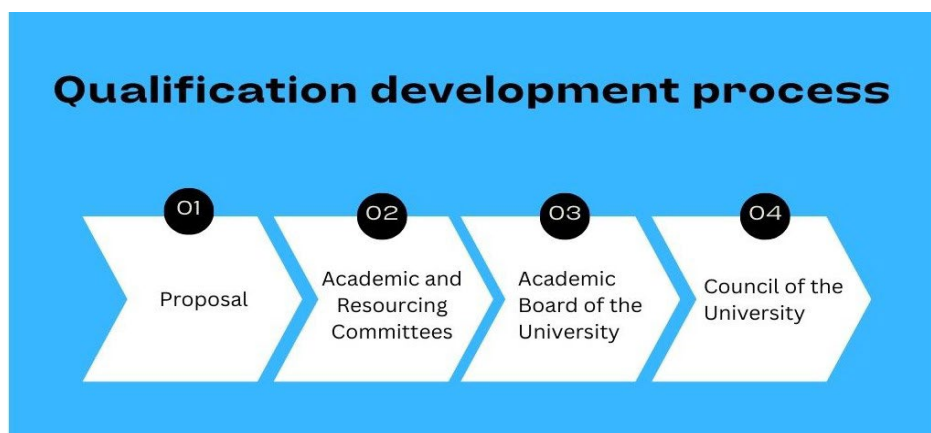 Qualification development process
01
Proposal
02
Academic and
Resourcing
Committees
03
Academic
Board of the
University
04
Council of the
University